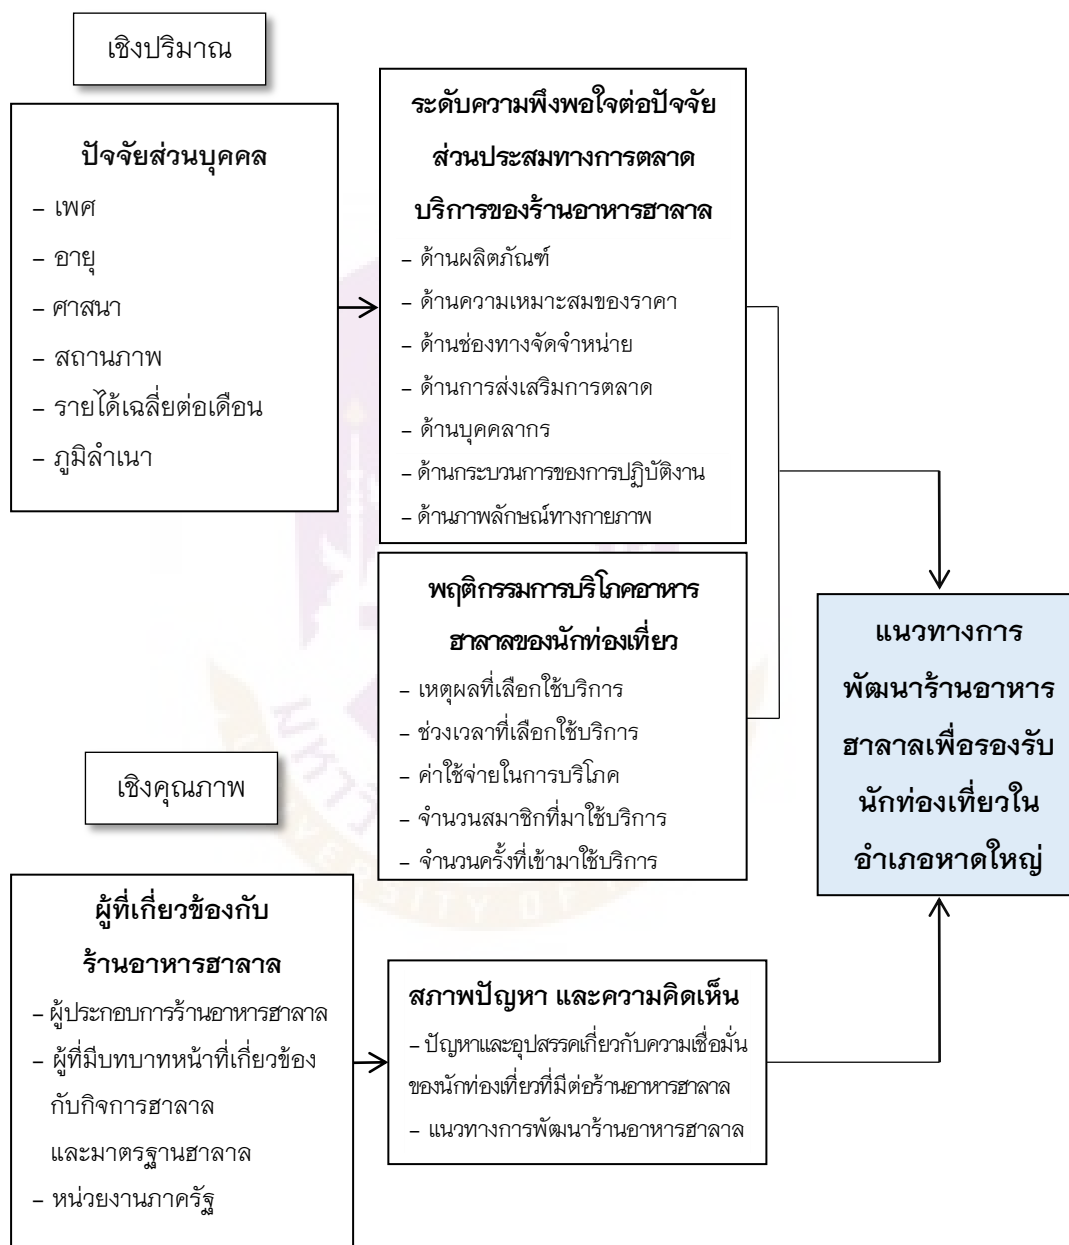 เชิงปริมาณ
ปัจจัยส่วนบุคคล
– เพศ
– อายุ
– ศาสนา
– สถานภาพ
– รายได้เฉลี่ยต่อเดือน
– ภูมิลำเนา
ระดับความพึงพอใจต่อปัจจัย
ส่วนประสมทางการตลาด
บริการของร้านอาหารฮาลาล
– ด้านผลิตภัณฑ์
– ด้านความเหมาะสมของราคา
– ด้านช่องทางจัดจำหน่าย
– ด้านการส่งเสริมการตลาด
– ด้านบุคคลากร
– ด้านกระบวนการของการปฏิบัติงาน
– ด้านภาพลักษณ์ทางกายภาพ
พฤติกรรมการบริโภคอาหาร
ฮาลาลของนักท่องเที่ยว
– เหตุผลที่เลือกใช้บริการ
– ช่วงเวลาที่เลือกใช้บริการ
– ค่าใช้จ่ายในการบริโภค
– จำนวนสมาชิกที่มาใช้บริการ
– จำนวนครั้งที่เข้ามาใช้บริการ
แนวทางการ
พัฒนาร้านอาหาร
ฮาลาลเพื่อรองรับ
นักท่องเที่ยวใน
อำเภอหาดใหญ่
เชิงคุณภาพ
ผู้ที่เกี่ยวข้องกับ
ร้านอาหารฮาลาล
– ผู้ประกอบการร้านอาหารฮาลาล
– ผู้ที่มีบทบาทหน้าที่เกี่ยวข้อง
กับกิจการฮาลาล
และมาตรฐานฮาลาล
– หน่วยงานภาครัฐ
สภาพปัญหา และความคิดเห็น
– ปัญหาและอุปสรรคเกี่ยวกับความเชื่อมั่น
ของนักท่องเที่ยวที่มีต่อร้านอาหารฮาลาล
– แนวทางการพัฒนาร้านอาหารฮาลาล